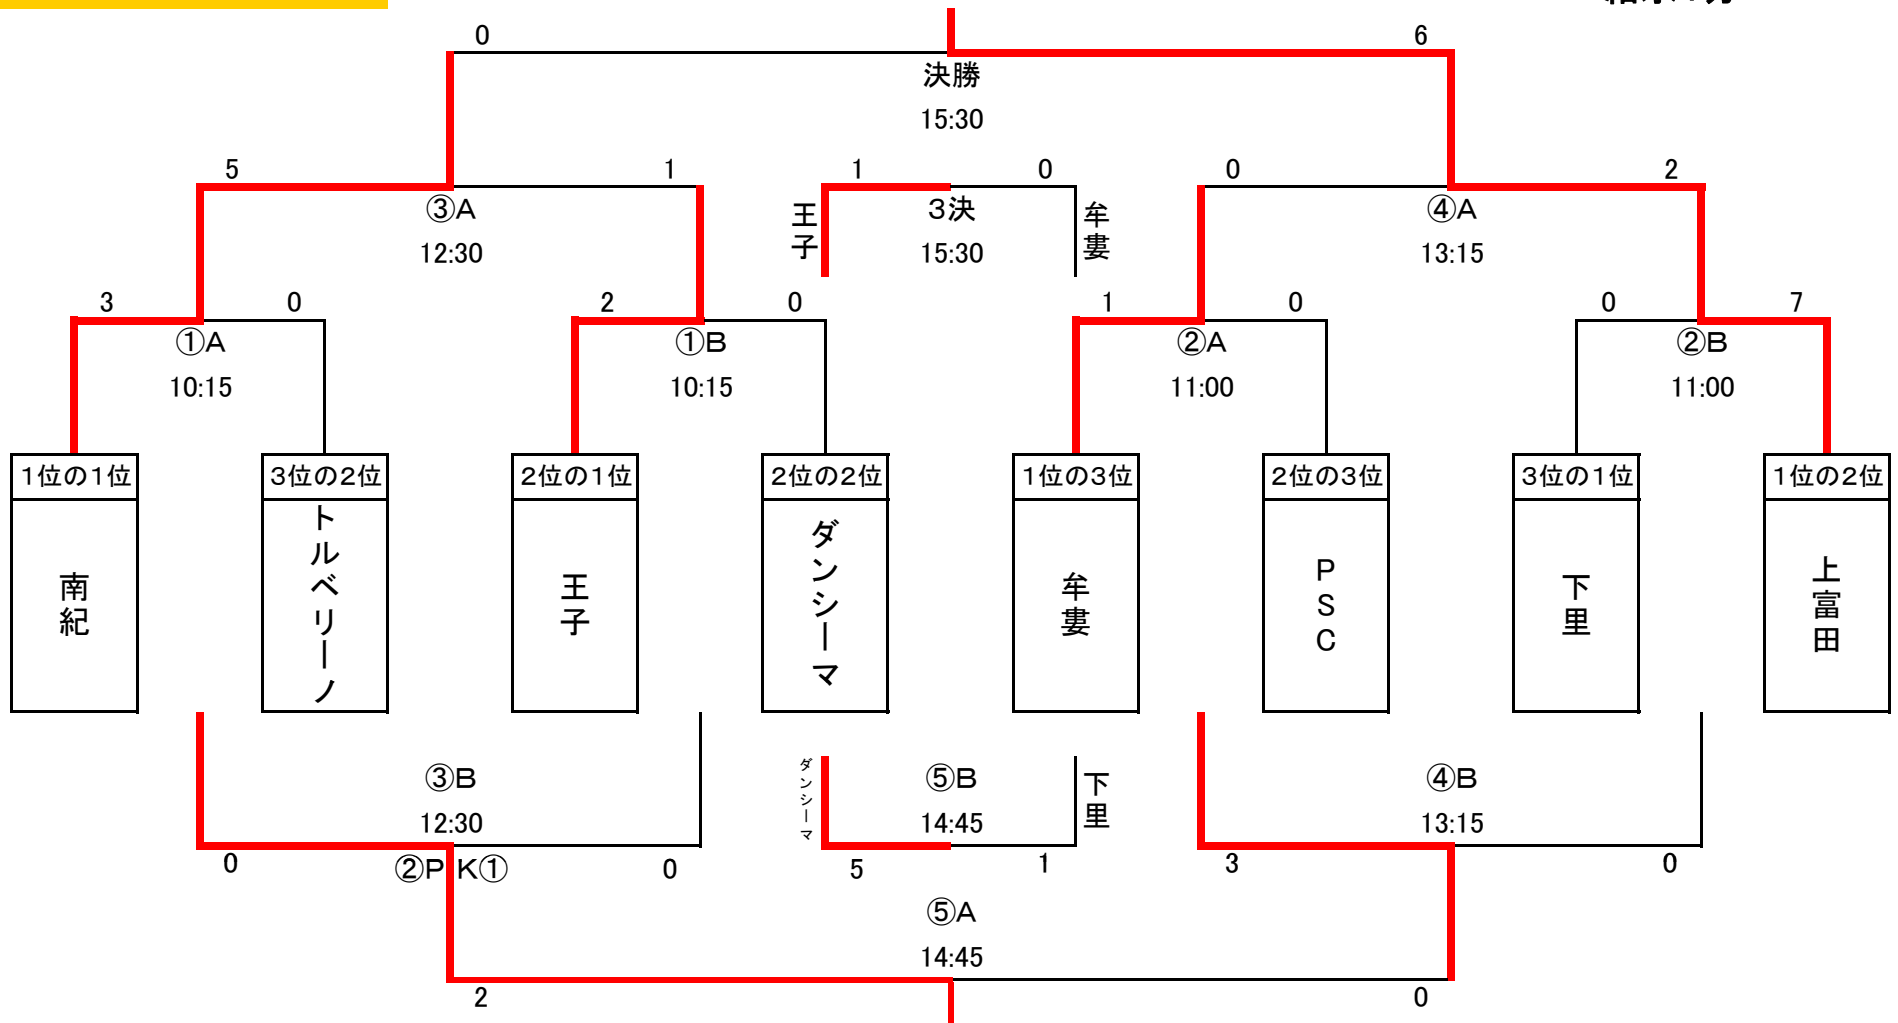 0 6
決勝
15:30
5 1 1 0 0 2
③A 3決 ④A
王子 牟婁
12:30 15:30 13:15
3 0 2 0 1 0 0 7
①A ①B ②A ②B
10:15 10:15 11:00 11:00
1位の1位 3位の2位 2位の1位 2位の2位 1位の3位 2位の3位 3位の1位 1位の2位
南紀
トルベリーノ
王子
ダンシーマ
牟婁
PSC
下里
上富田
③B ⑤B ④B
ダンシーマ 下里
12:30 14:45 13:15
0 ②PK① 0 5 1 3 0
⑤A
14:45
2 0